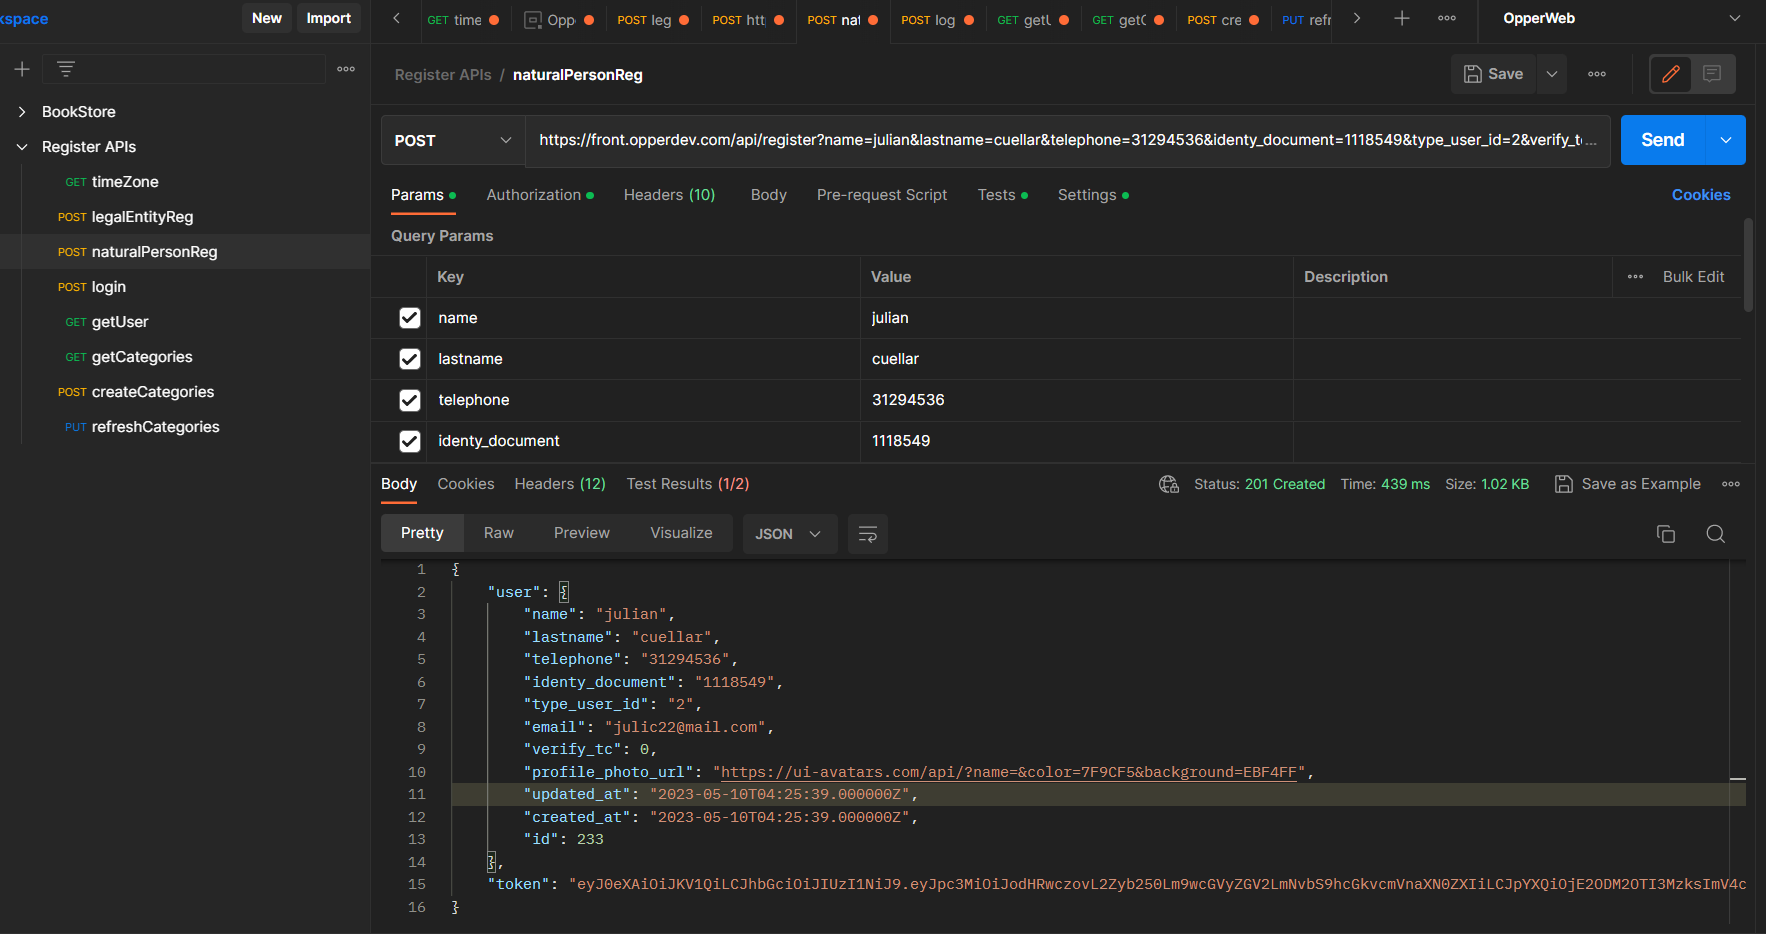 kspace New Import GET time Oppe POST leg POST htt POST nat POST log GET getU GET getC POST cre PUT refr OpperWeb
Register APIs / naturalPersonReg Save
BookStore
Register APIs
GET timeZone
POST legalEntityReg
POST naturalPersonReg
POST login
GET getUser
GET getCategories
POST createCategories
PUT refreshCategories
POST https://front.opperdev.com/api/register?name=julian&lastname=cuellar&telephone=31294536&identy_document=1118549&type_user_id=2&verify_t... Send
Params Authorization Headers (10) Body Pre-request Script Tests Settings Cookies
Query Params
Key Value Description Bulk Edit
name julian
lastname cuellar
telephone 31294536
identy_document 1118549
Body Cookies Headers (12) Test Results (1/2) Status: 201 Created Time: 439 ms Size: 1.02 KB Save as Example
Pretty Raw Preview Visualize JSON
1 {
2 "user": {
3 "name": "julian",
4 "lastname": "cuellar",
5 "telephone": "31294536",
6 "identy_document": "1118549",
7 "type_user_id": "2",
8 "email": "julic22@mail.com",
9 "verify_tc": 0,
10 "profile_photo_url": "https://ui-avatars.com/api/?name=&color=7F9CF5&background=EBF4FF",
11 "updated_at": "2023-05-10T04:25:39.000000Z",
12 "created_at": "2023-05-10T04:25:39.000000Z",
13 "id": 233
14 },
15 "token": "eyJ0eXAiOiJKV1QiLCJhbGciOiJIUzI1NiJ9.eyJpc3MiOiJodHRwczovL2Zyb250Lm9wcGVyZGV2LmNvbS9hcGkvcmVnaXN0ZXIiLCJpYXQiOjE2ODM2OTI3MzksImV4c
16 }